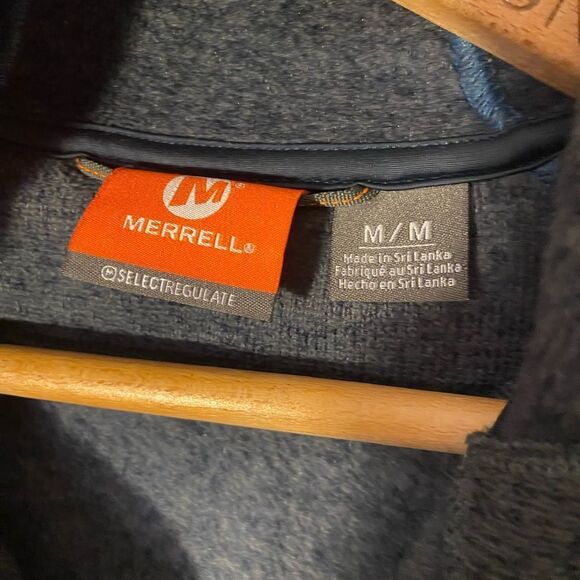 M®
MERRELL®
M SELECTREGULATE
M/M
Made in Sri Lanka
Fabriqué au Sri Lanka
Hecho en Sri Lanka